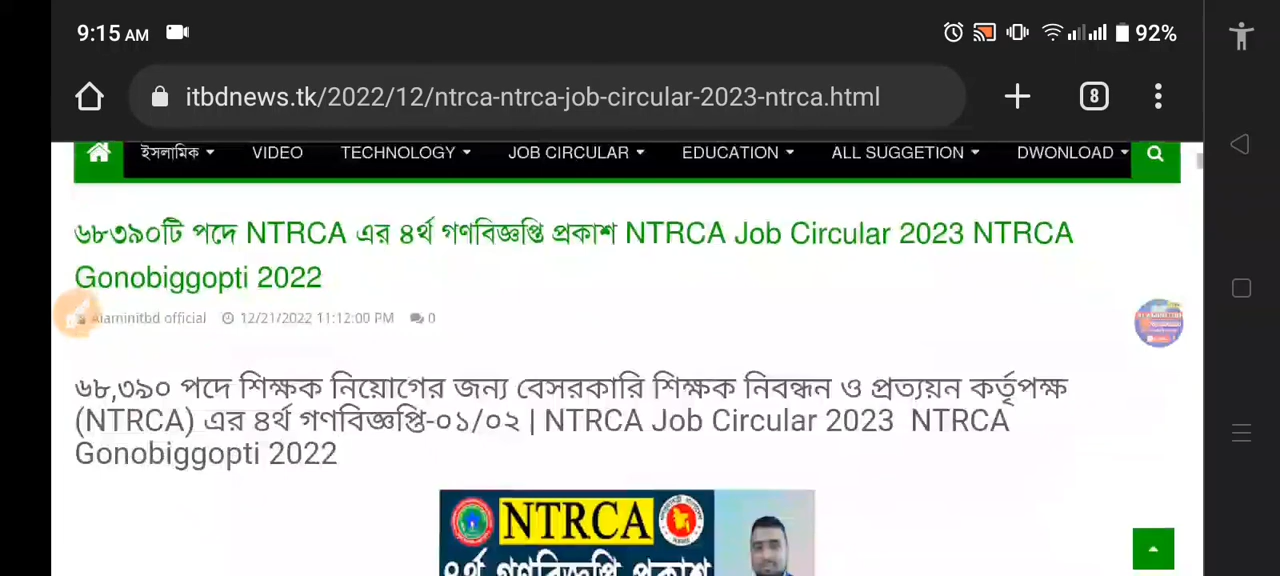 9:15 AM 92%
itbdnews.tk/2022/12/ntrca-ntrca-job-circular-2023-ntrca.html 8
ইসলামিক VIDEO TECHNOLOGY JOB CIRCULAR EDUCATION ALL SUGGETION DWONLOAD
৬৮৩৯০টি পদে NTRCA এর ৪র্থ গণবিজ্ঞপ্তি প্রকাশ NTRCA Job Circular 2023 NTRCA
Gonobiggopti 2022
Alaminitbd official 12/21/2022 11:12:00 PM 0
৬৮,৩৯০ পদে শিক্ষক নিয়োগের জন্য বেসরকারি শিক্ষক নিবন্ধন ও প্রত্যয়ন কর্তৃপক্ষ
(NTRCA) এর ৪র্থ গণবিজ্ঞপ্তি-০১/০২ | NTRCA Job Circular 2023 NTRCA
Gonobiggopti 2022
NTRCA
৪র্থ গণবিজ্ঞপ্তি প্রকাশ